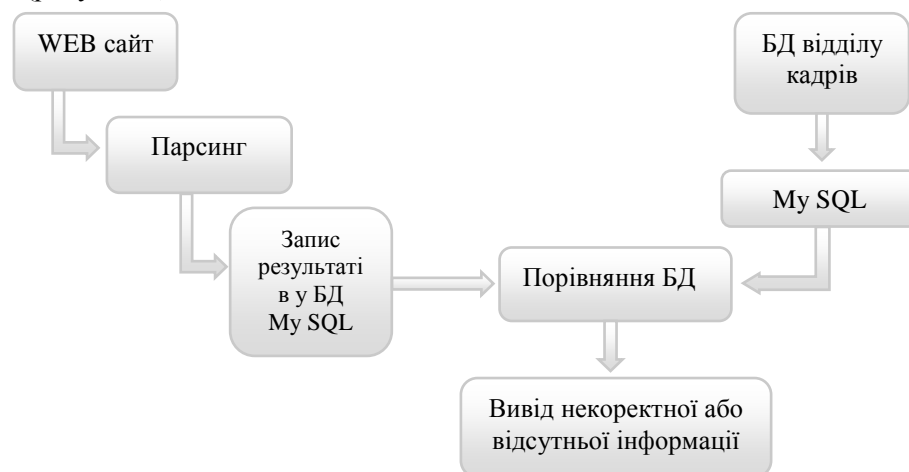 WEB сайт
БД відділу
кадрів
Парсинг
My SQL
Запис
результаті
в у БД
My SQL
Порівняння БД
Вивід некоректної або
відсутньої інформації